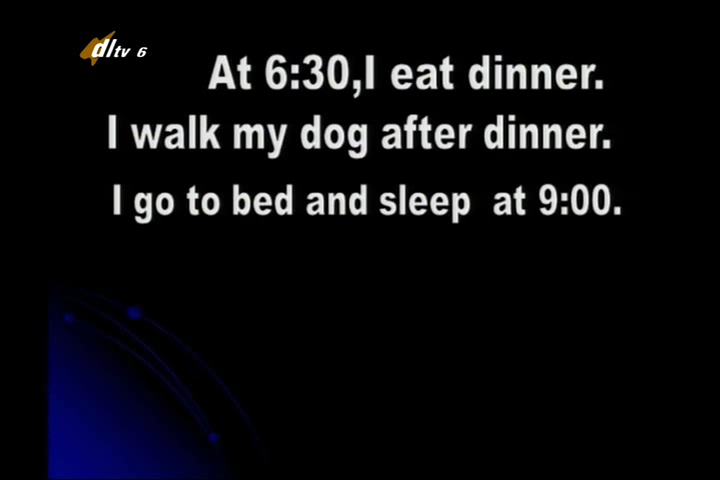 dltv 6
At 6:30,I eat dinner.
I walk my dog after dinner.
I go to bed and sleep at 9:00.